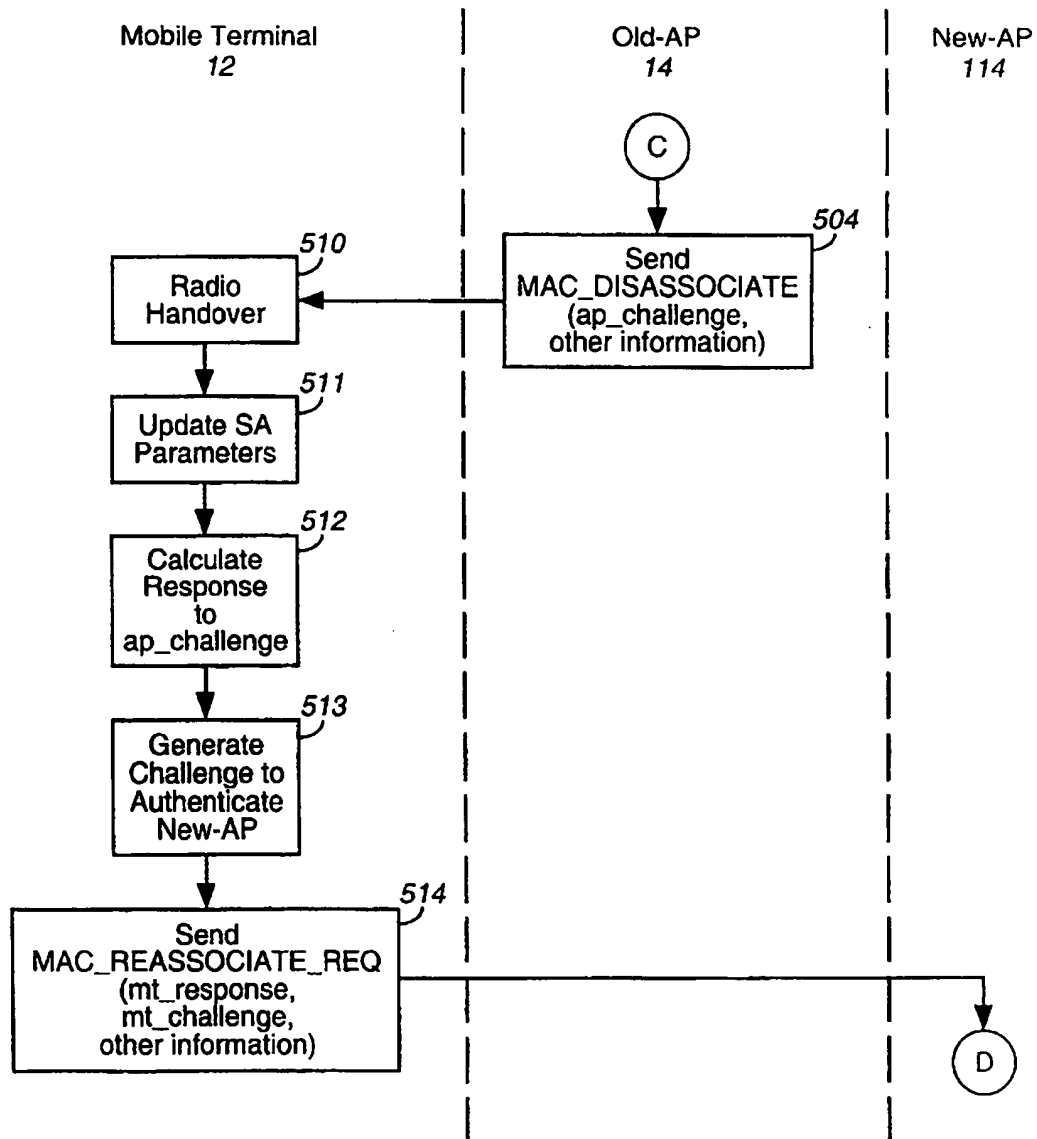 Mobile Terminal
12
Old-AP
14
New-AP
114
C
504
Send
MAC_DISASSOCIATE
(ap_challenge,
other information)
510
Radio
Handover
511
Update SA
Parameters
512
Calculate
Response
to
ap_challenge
513
Generate
Challenge to
Authenticate
New-AP
514
Send
MAC_REASSOCIATE_REQ
(mt_response,
mt_challenge,
other information)
D